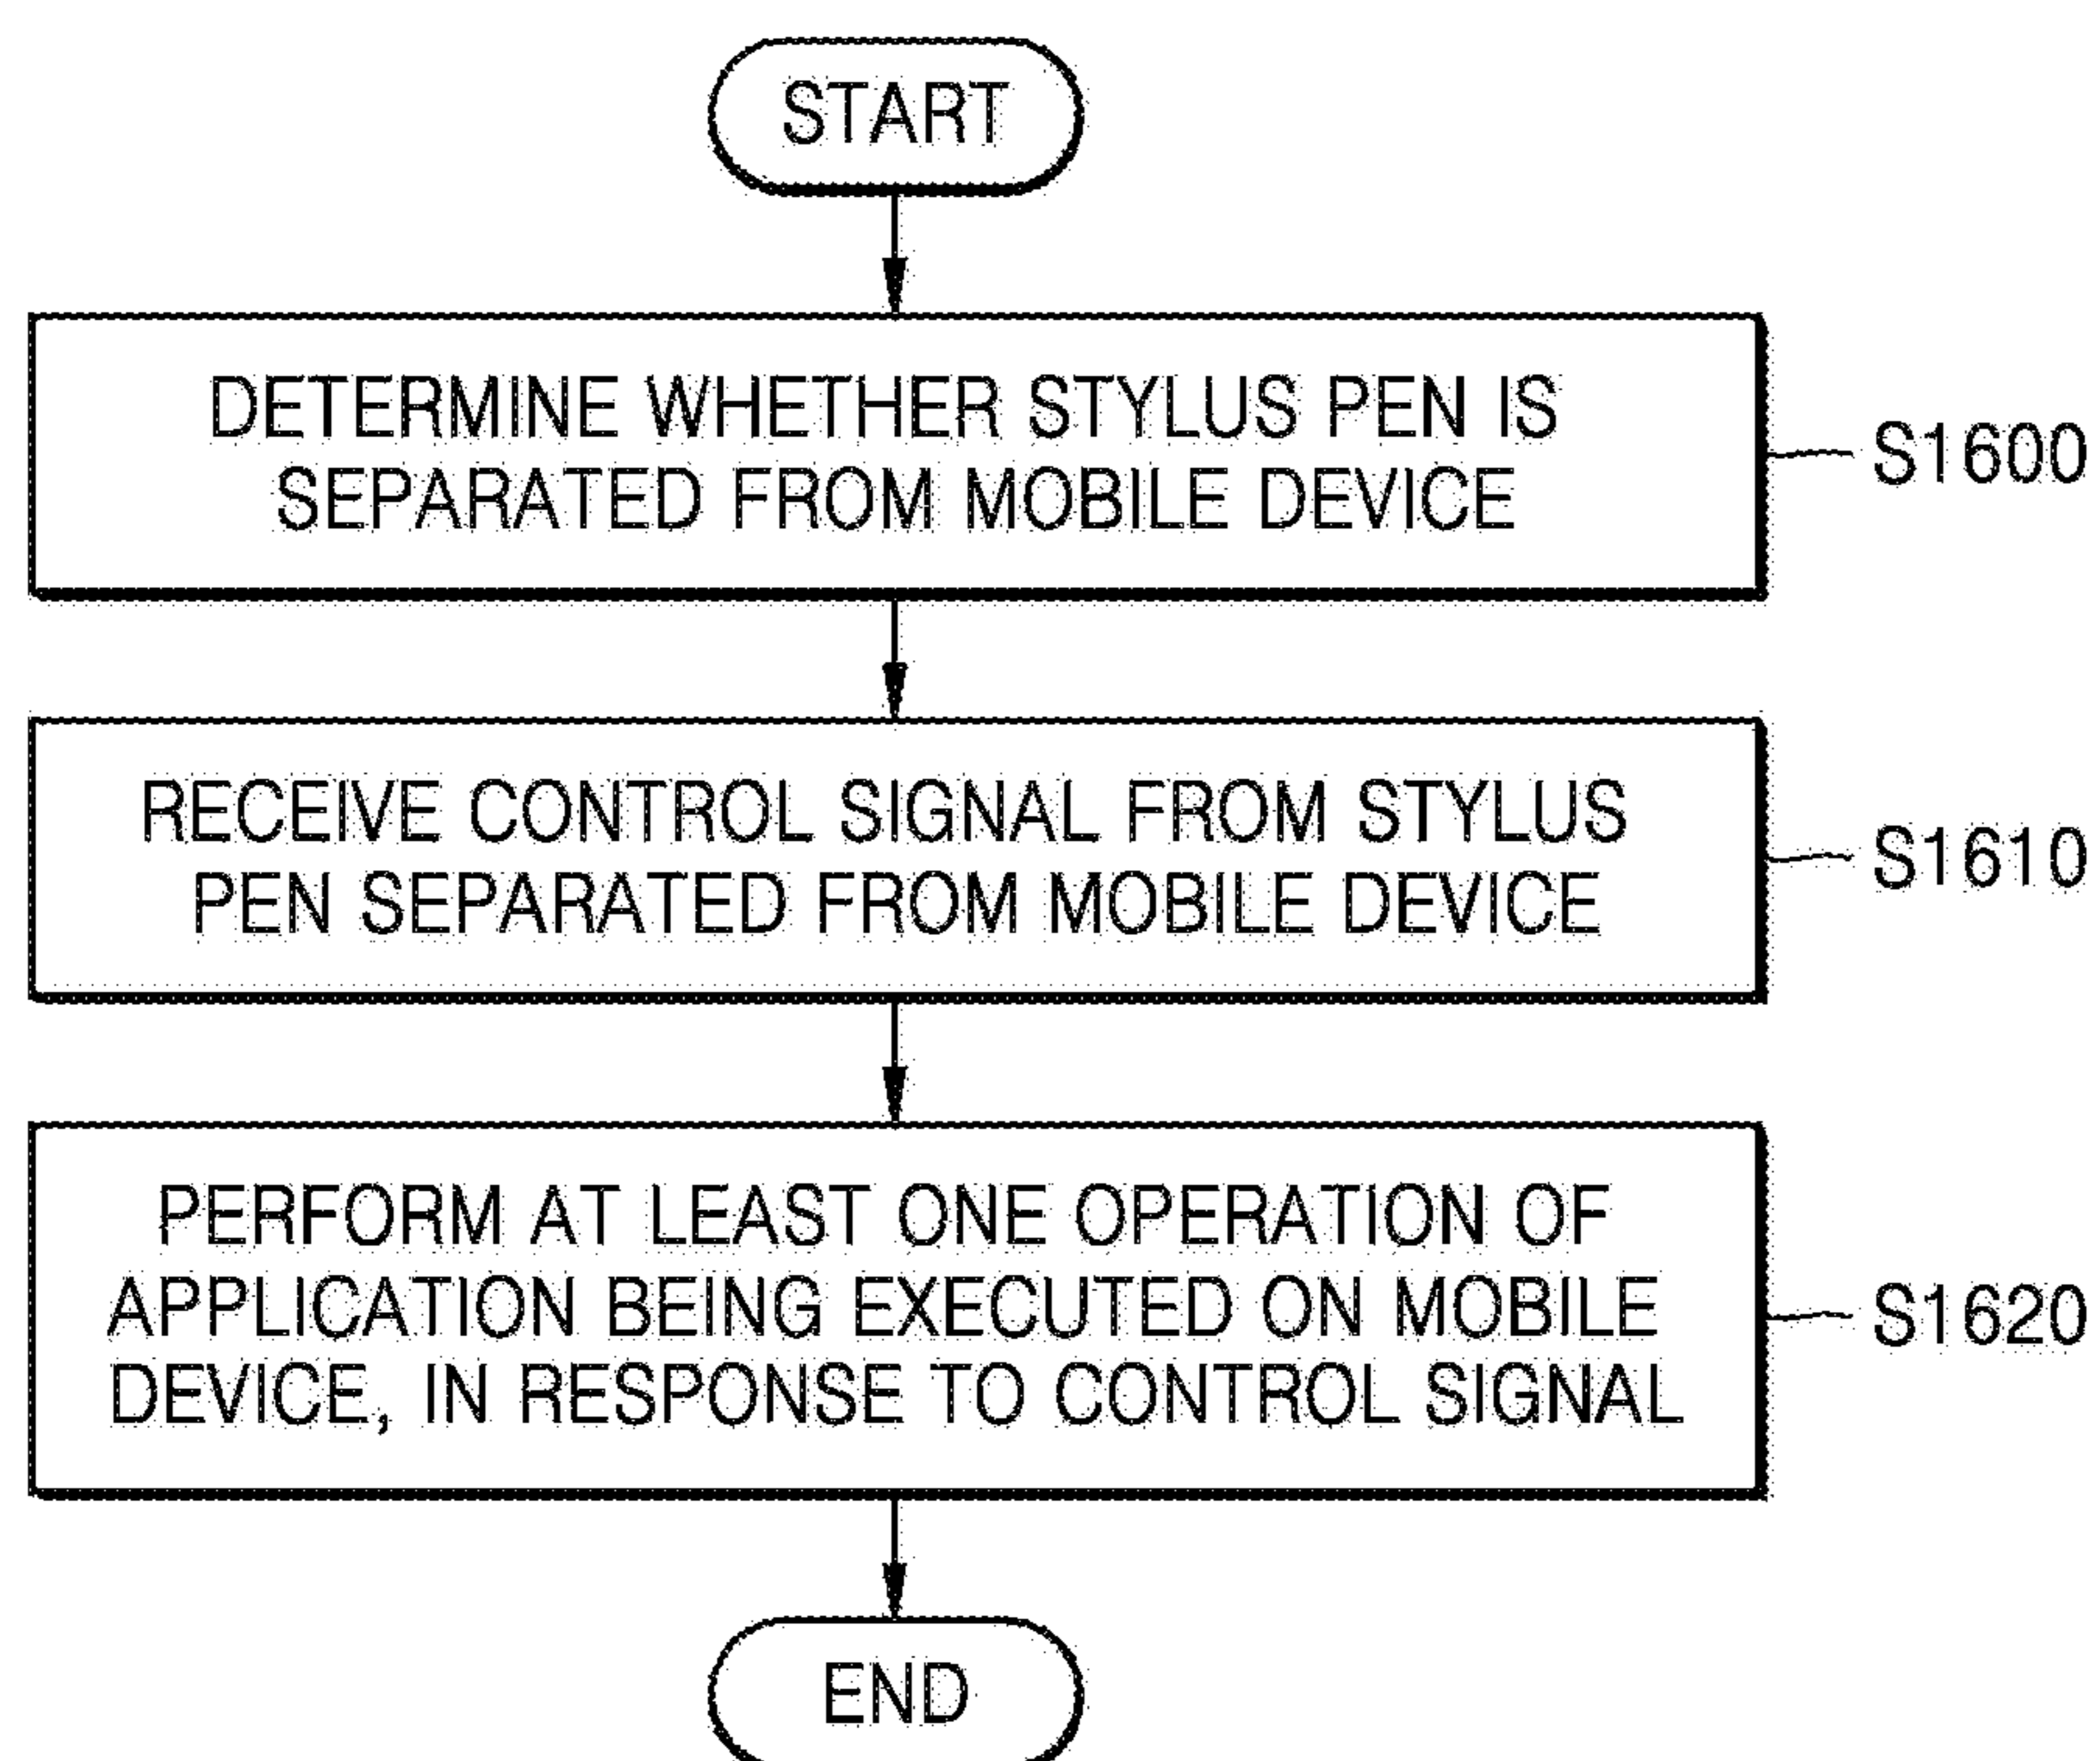 START
DETERMINE WHETHER STYLUS PEN IS
SEPARATED FROM MOBILE DEVICE
S1600
RECEIVE CONTROL SIGNAL FROM STYLUS
PEN SEPARATED FROM MOBILE DEVICE
S1610
PERFORM AT LEAST ONE OPERATION OF
APPLICATION BEING EXECUTED ON MOBILE
DEVICE, IN RESPONSE TO CONTROL SIGNAL
S1620
END